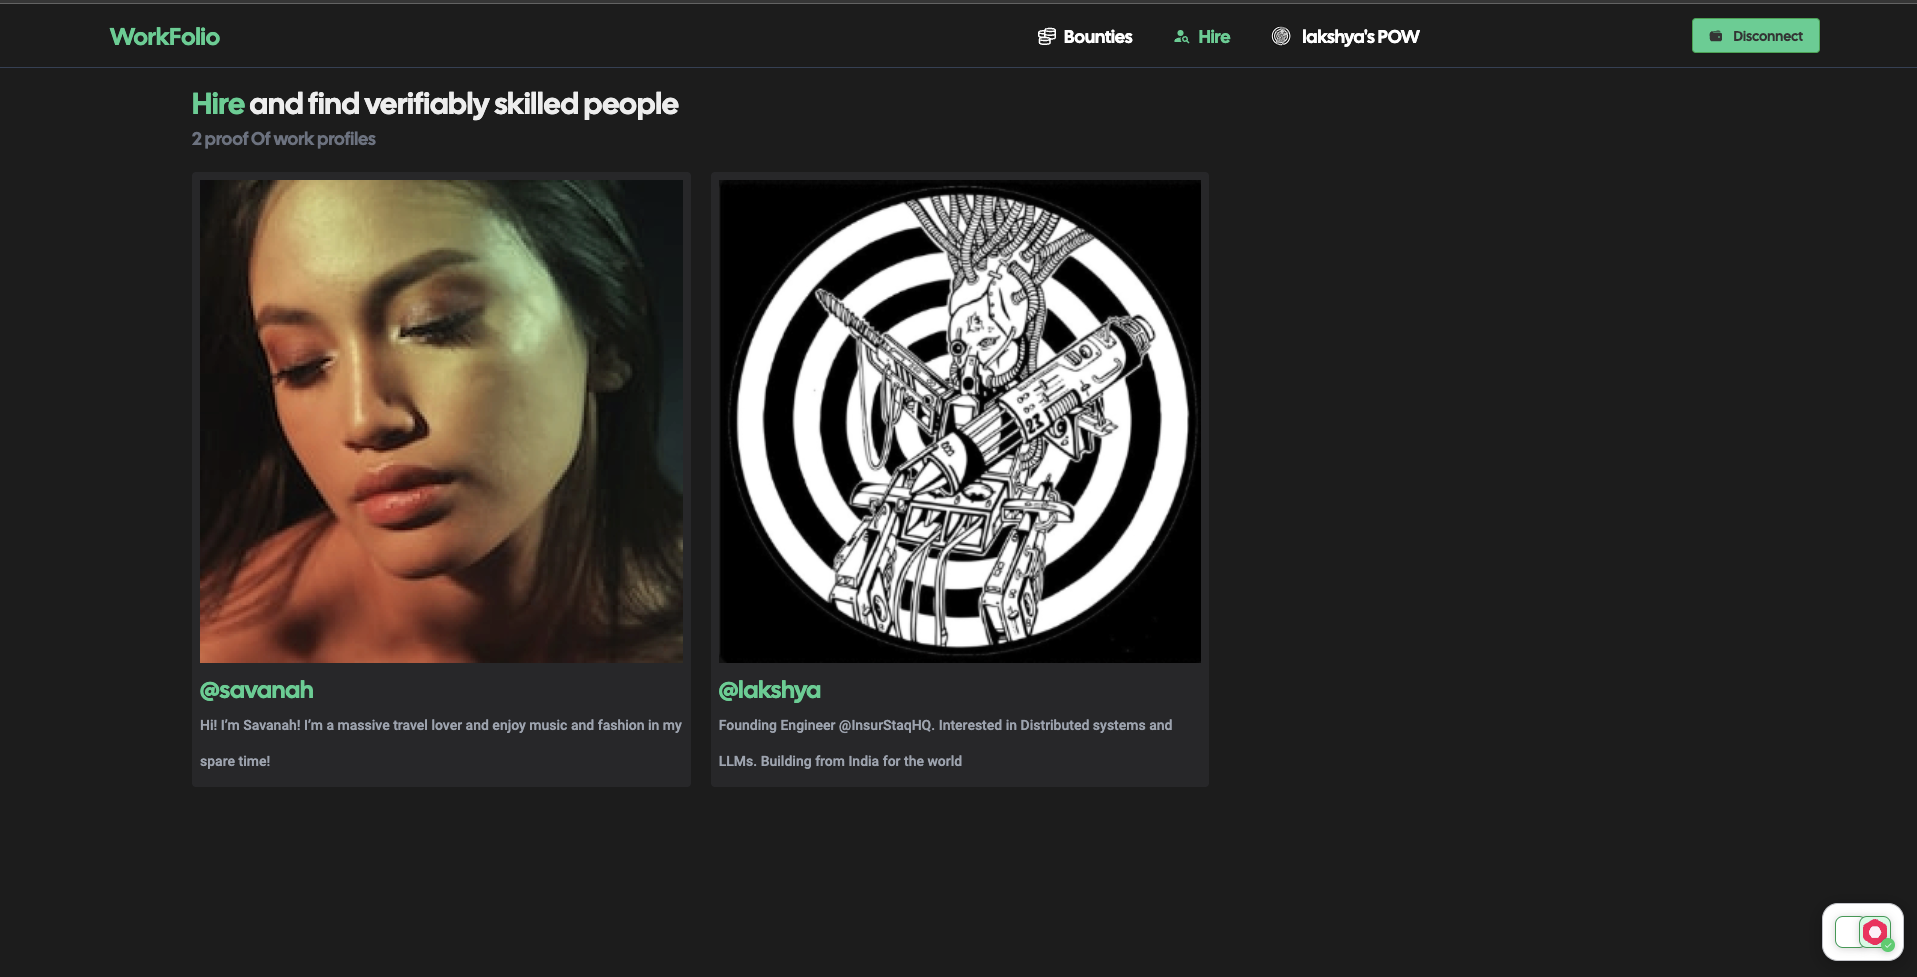 WorkFolio
Bounties
Hire
lakshya's POW
Disconnect
Hire and find verifiably skilled people
2 proof Of work profiles
23
@savanah
Hi! I'm Savanah! I'm a massive travel lover and enjoy music and fashion in my
spare time!
@lakshya
Founding Engineer @InsurStaqHQ. Interested in Distributed systems and
LLMs. Building from India for the world